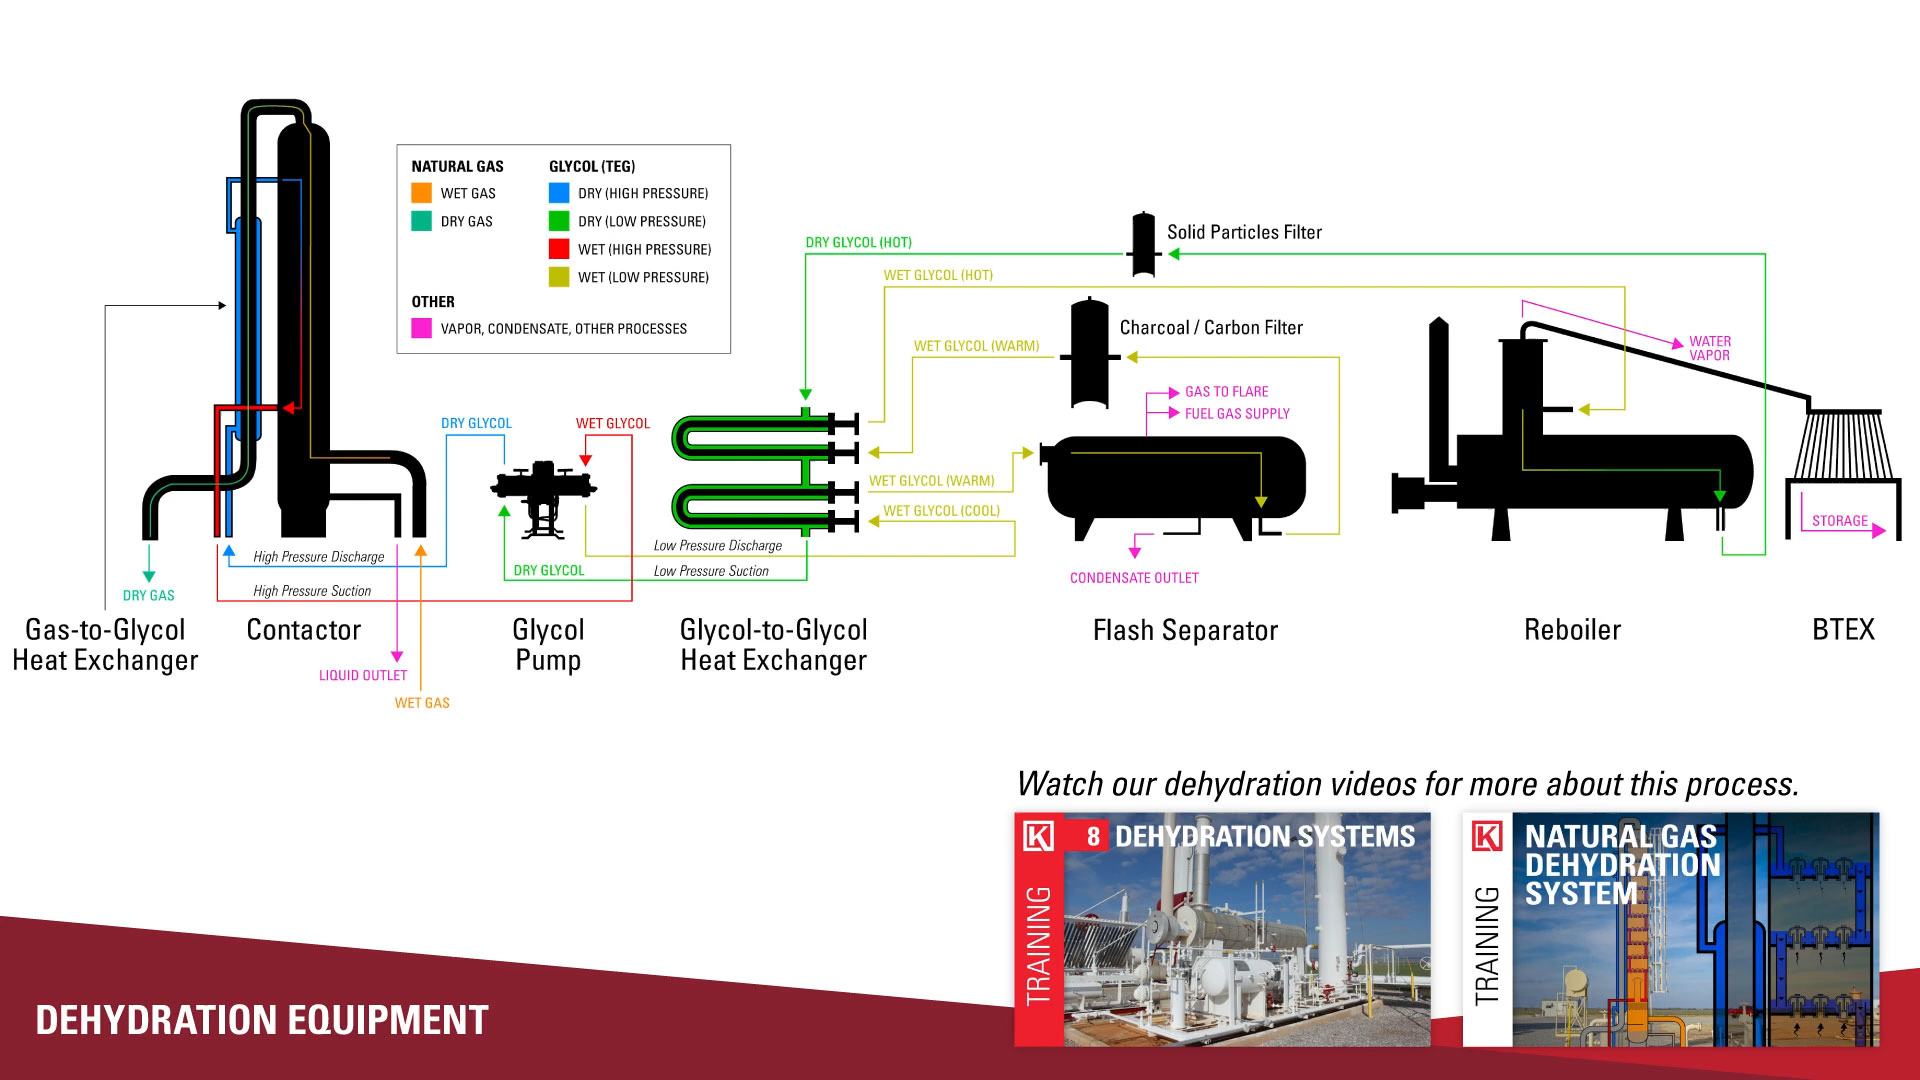 NATURAL GAS
WET GAS
DRY GAS
GLYCOL (TEG)
DRY (HIGH PRESSURE)
DRY (LOW PRESSURE)
WET (HIGH PRESSURE)
WET (LOW PRESSURE)
OTHER
VAPOR, CONDENSATE, OTHER PROCESSES
DRY GLYCOL (HOT)
Solid Particles Filter
WET GLYCOL (HOT)
Charcoal / Carbon Filter
WET GLYCOL (WARM)
WATER
VAPOR
GAS TO FLARE
FUEL GAS SUPPLY
DRY GLYCOL
WET GLYCOL
WET GLYCOL (WARM)
WET GLYCOL (COOL)
STORAGE
High Pressure Discharge
Low Pressure Discharge
DRY GLYCOL
Low Pressure Suction
CONDENSATE OUTLET
High Pressure Suction
DRY GAS
Gas-to-Glycol
Heat Exchanger
Contactor
Glycol
Pump
Glycol-to-Glycol
Heat Exchanger
Flash Separator
Reboiler
BTEX
LIQUID OUTLET
WET GAS
Watch our dehydration videos for more about this process.
K
8 DEHYDRATION SYSTEMS
TRAINING
K
NATURAL GAS
DEHYDRATION
SYSTEM
TRAINING
DEHYDRATION EQUIPMENT